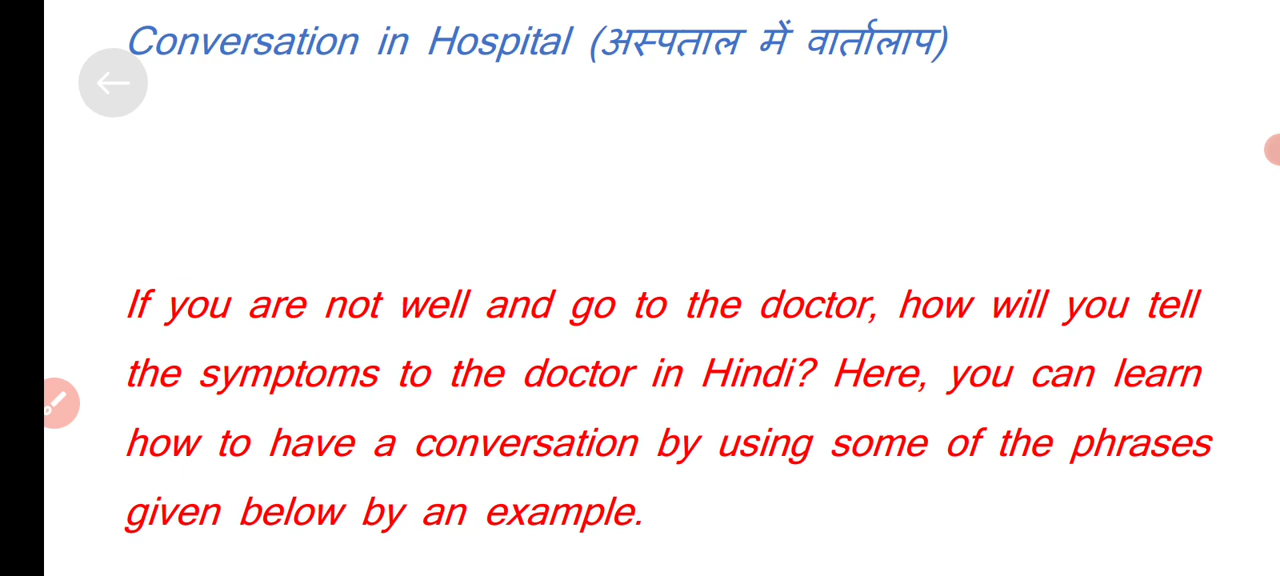 Conversation in Hospital (अस्पताल में वार्तालाप)
If you are not well and go to the doctor, how will you tell
the symptoms to the doctor in Hindi? Here, you can learn
how to have a conversation by using some of the phrases
given below by an example.